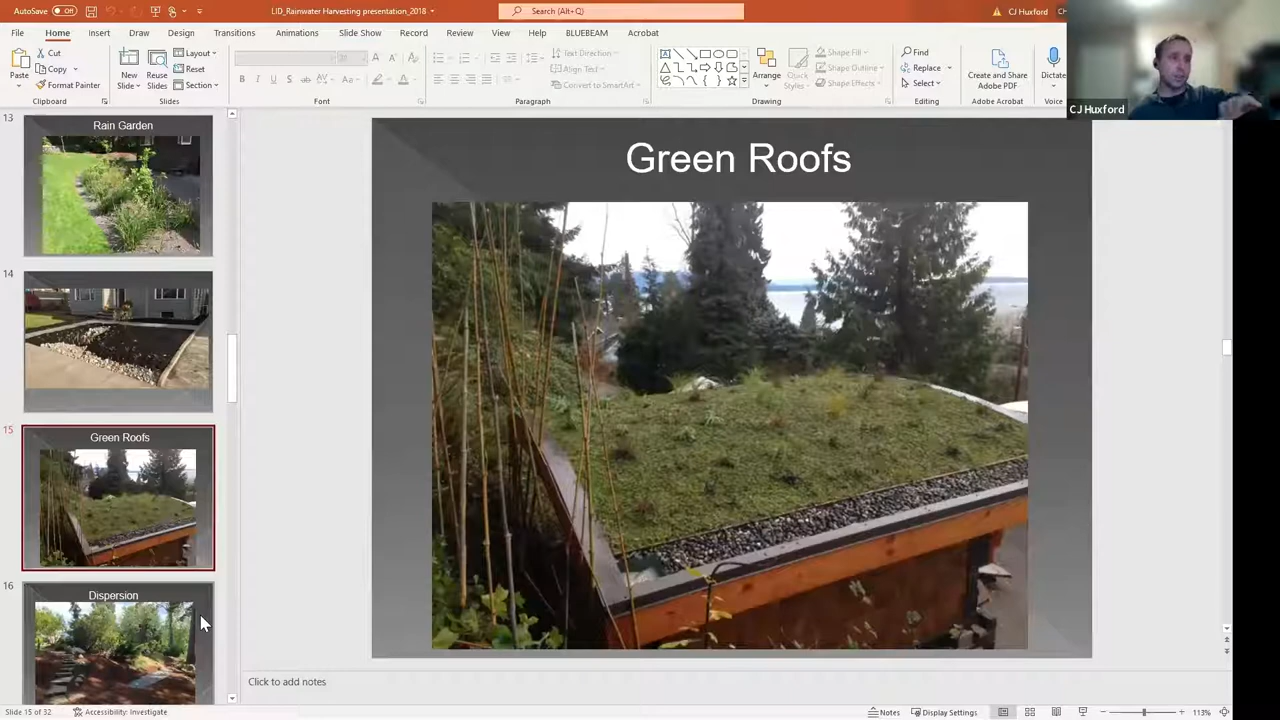 AutoSave Off
LID_Rainwater Harvesting presentation_2018
Search (Alt+Q)
CJ Huxford
File Home Insert Draw Design Transitions Animations Slide Show Record Review View Help BLUEBEAM Acrobat
Paste
Cut
Copy
Format Painter
Clipboard
New Slide
Reuse Slides
Layout
Reset
Section
Slides
B I U S ab AV Aa A
Font
Text Direction
Align Text
Convert to SmartArt
Paragraph
Arrange
Quick Styles
Shape Fill
Shape Outline
Shape Effects
Drawing
Find
Replace
Select
Editing
Create and Share Adobe PDF
Adobe Acrobat
Dictate
Voice
CJ Huxford
13
Rain Garden
14
15
Green Roofs
16
Dispersion
Green Roofs
Click to add notes
Slide 15 of 32
Accessibility: Investigate
Notes
Display Settings
113%